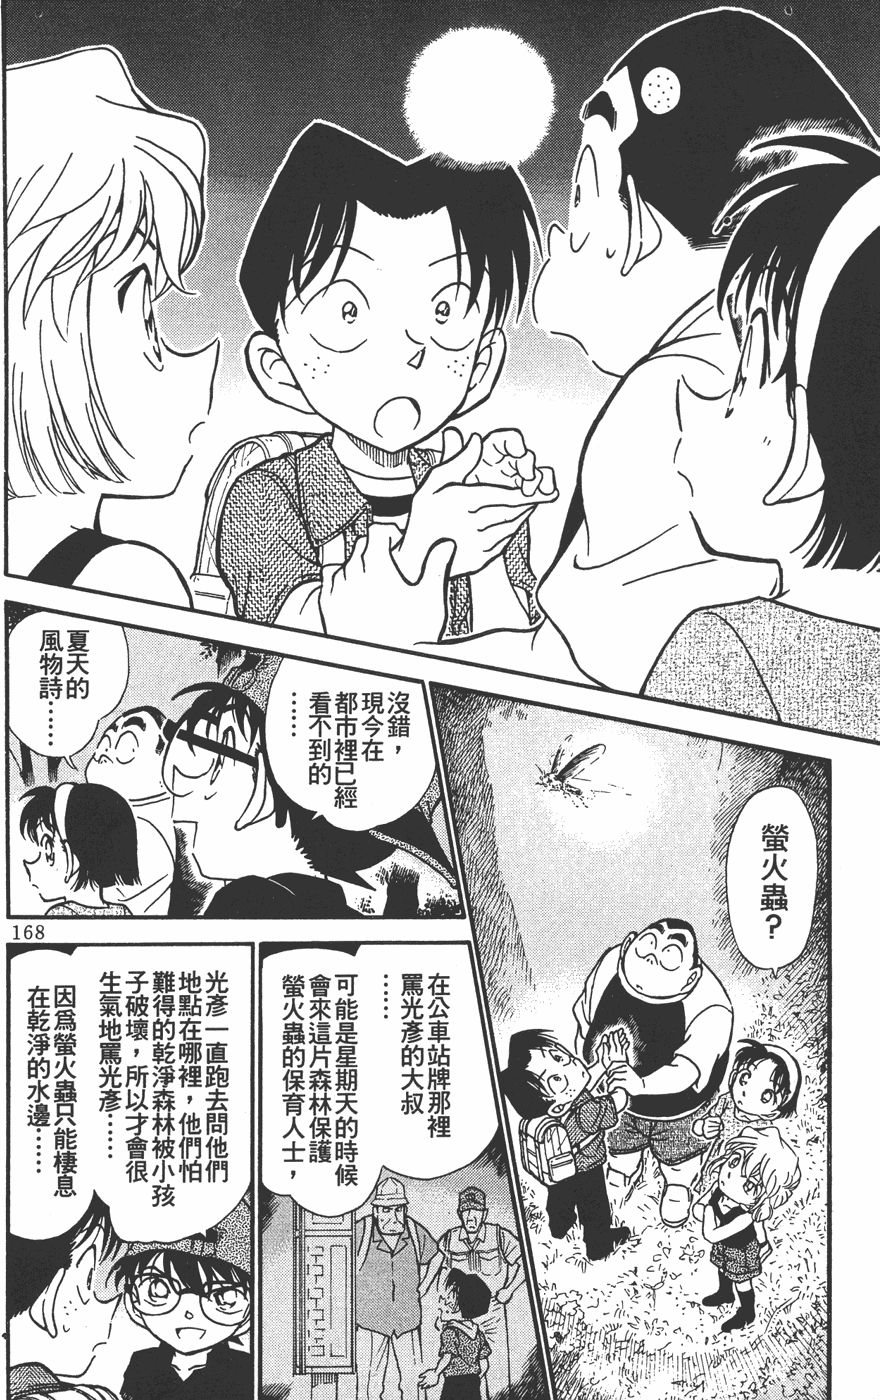 螢火蟲？
沒錯，
現今在
都市裡已經
看不到的
……
夏天的
風物詩……
在公車站牌那裡
罵光彥的大叔
……
可能是星期天的時候
會來這片森林保護
螢火蟲的保育人士，
光彥一直跑去問他們
地點在哪裡，他們怕
難得的乾淨森林被小孩
子破壞，所以才會很
生氣地罵光彥……
因為螢火蟲只能棲息
在乾淨的水邊……
168